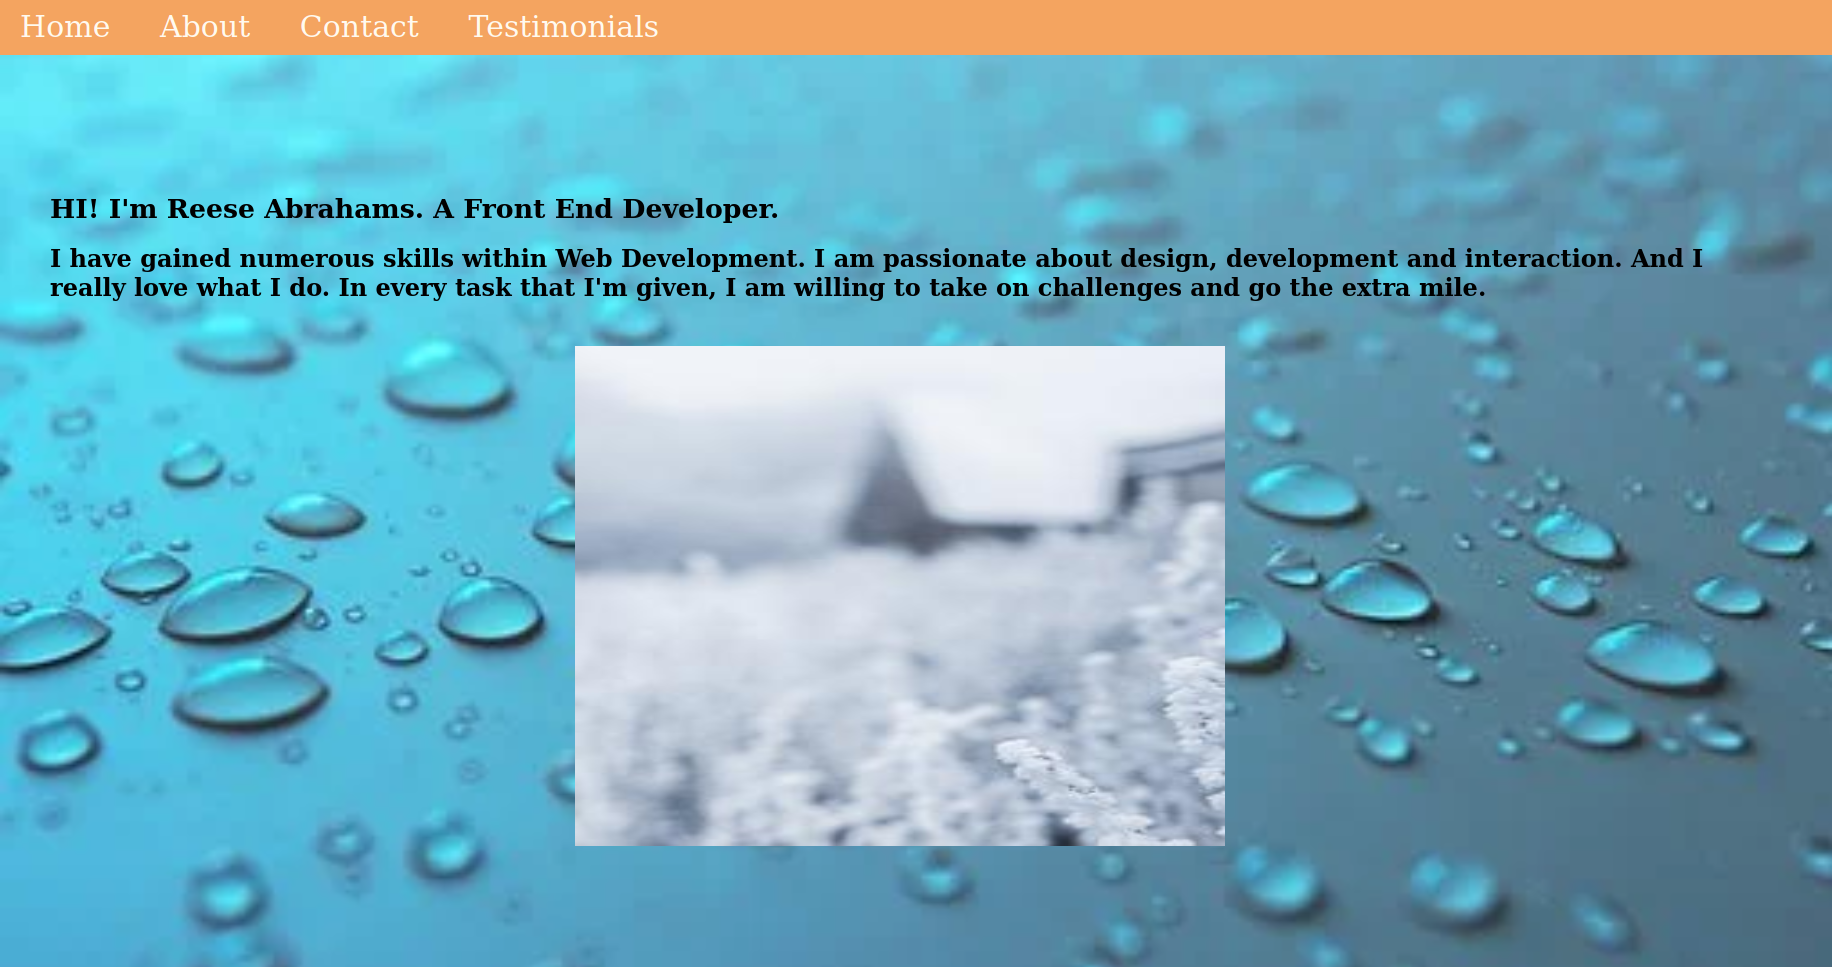 Home About Contact Testimonials
HI! I'm Reese Abrahams. A Front End Developer.
I have gained numerous skills within Web Development. I am passionate about design, development and interaction. And I
really love what I do. In every task that I'm given, I am willing to take on challenges and go the extra mile.